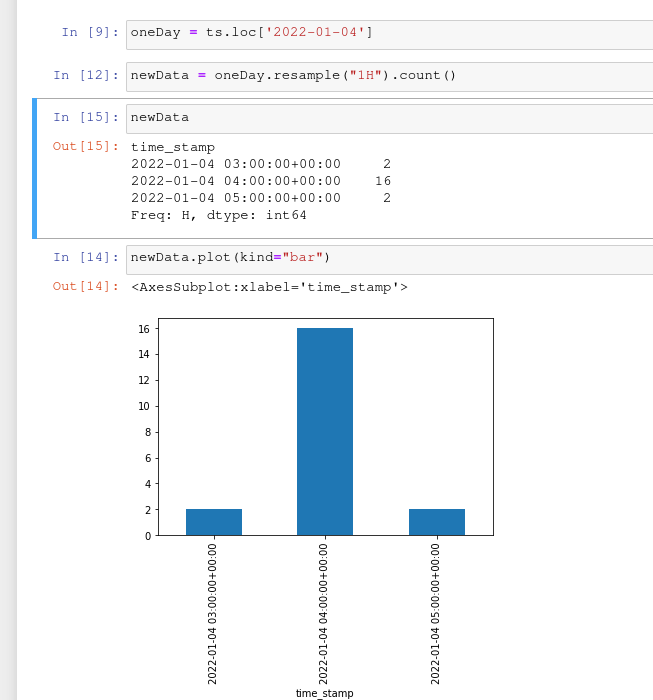 In [9]: oneDay = ts.loc['2022-01-04']
In [12]: newData = oneDay.resample("1H").count()
In [15]: newData
Out[15]: time_stamp
2022-01-04 03:00:00+00:00     2
2022-01-04 04:00:00+00:00    16
2022-01-04 05:00:00+00:00     2
Freq: H, dtype: int64
In [14]: newData.plot(kind="bar")
Out[14]: <AxesSubplot:xlabel='time_stamp'>
16
14
12
10
8
6
4
2
0
2022-01-04 03:00:00+00:00
2022-01-04 04:00:00+00:00
2022-01-04 05:00:00+00:00
time_stamp